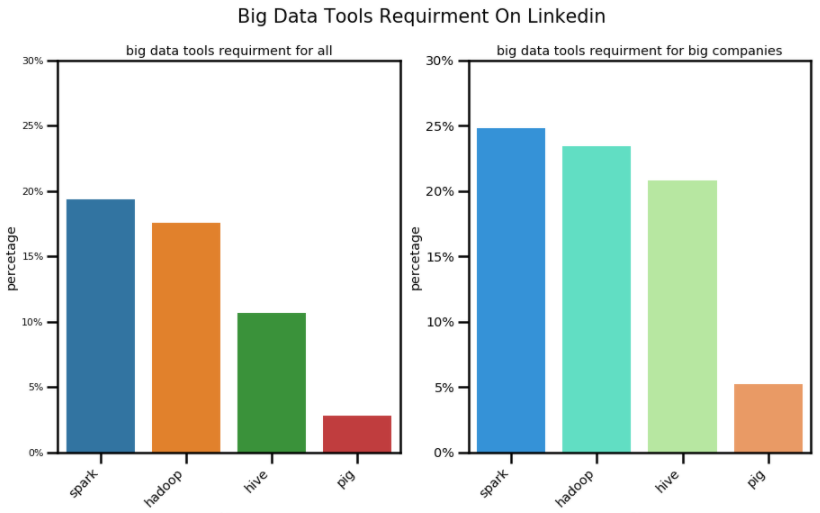 Big Data Tools Requirment On Linkedin
big data tools requirment for all
percetage
30%
25%
20%
15%
10%
5%
0%
spark
hadoop
hive
pig
big data tools requirment for big companies
percetage
30%
25%
20%
15%
10%
5%
0%
spark
hadoop
hive
pig